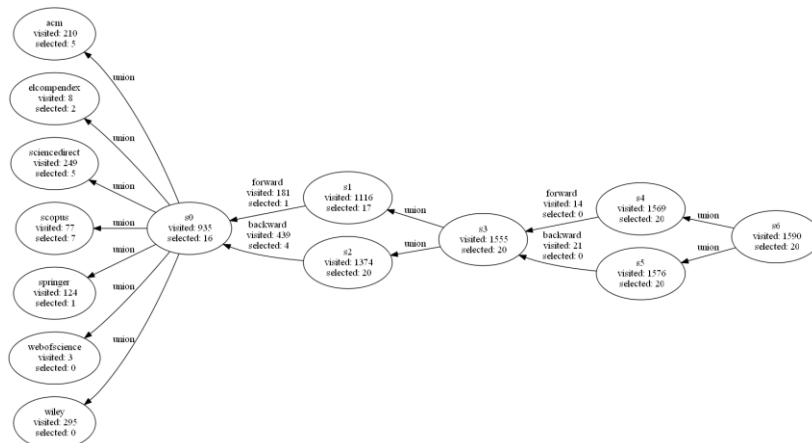 acm
visited: 210
selected: 5
union
elcompendex
visited: 8
selected: 2
union
sciencedirect
visited: 249
selected: 5
union
scopus
visited: 77
selected: 7
union
springer
visited: 124
selected: 1
union
webofscience
visited: 3
selected: 0
union
wiley
visited: 295
selected: 0
union
s0
visited: 935
selected: 16
forward
visited: 181
selected: 1
backward
visited: 439
selected: 4
s1
visited: 1116
selected: 17
s2
visited: 1374
selected: 20
union
union
s3
visited: 1555
selected: 20
forward
visited: 14
selected: 0
backward
visited: 21
selected: 0
s4
visited: 1569
selected: 20
s5
visited: 1576
selected: 20
union
union
s6
visited: 1590
selected: 20